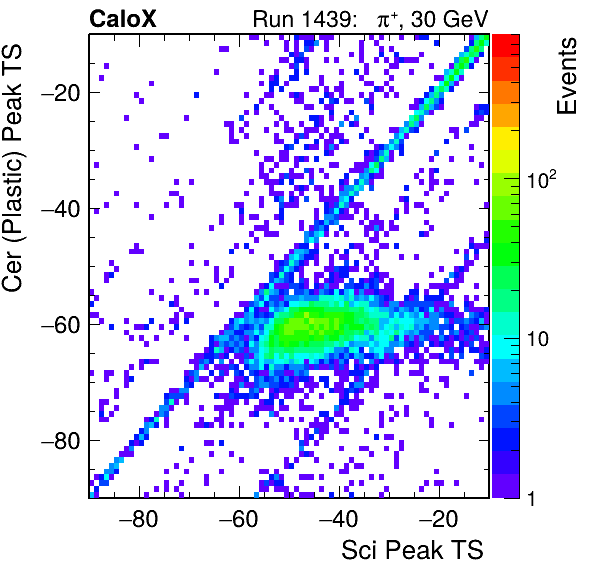 CaloX Run 1439: π⁺, 30 GeV
Cer (Plastic) Peak TS
−20
−40
−60
−80
−80 −60 −40 −20
Sci Peak TS
Events
10²
10
1